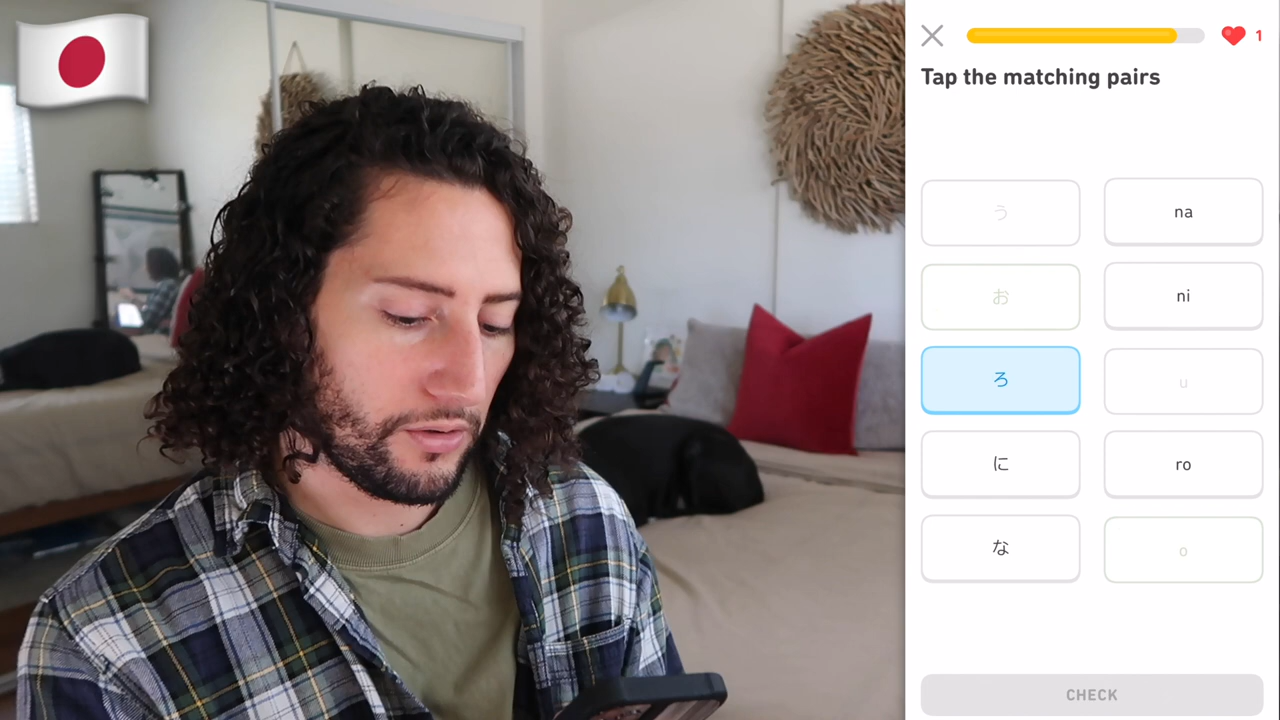 1
Tap the matching pairs
う na
お ni
ろ u
に ro
な o
CHECK